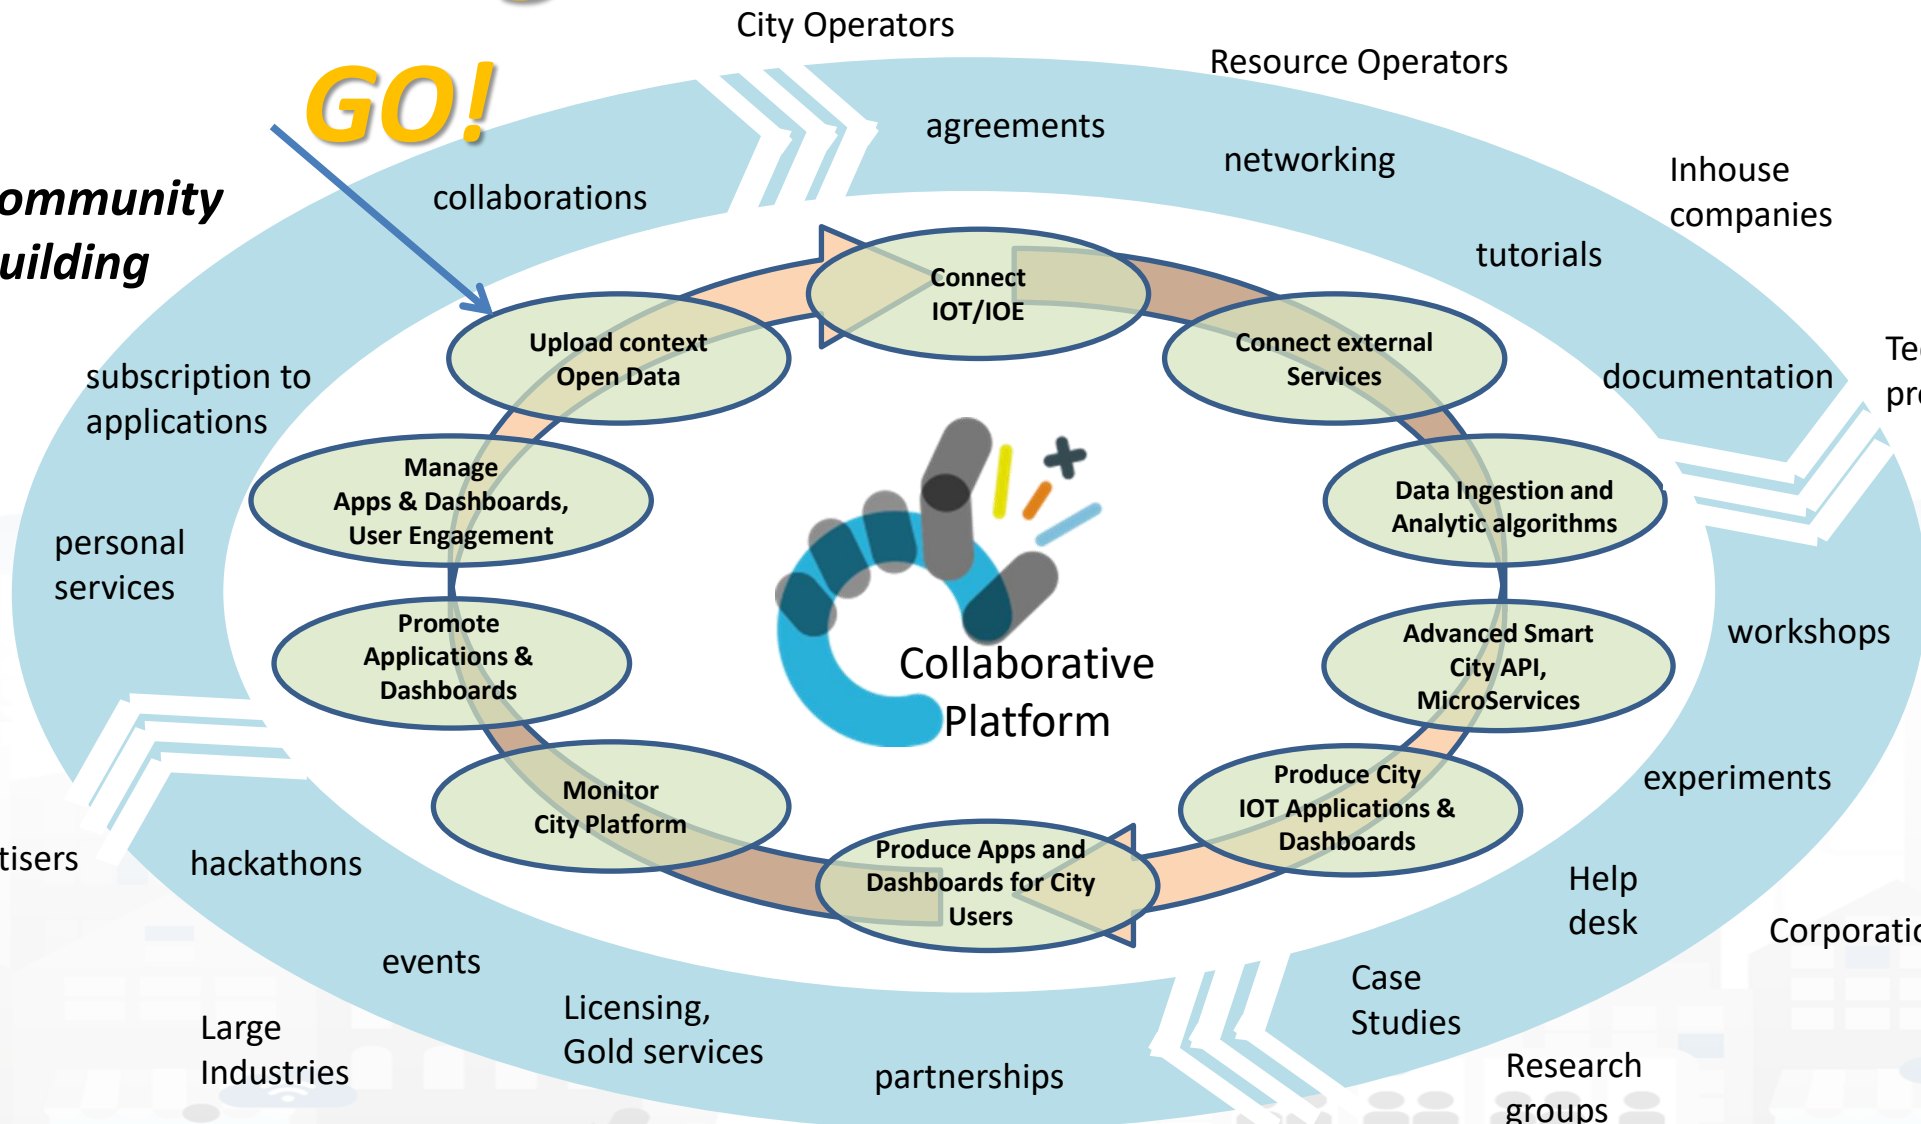 City Operators
Resource Operators
GO!
agreements
networking
Inhouse
companies
collaborations
ommunity
uilding
tutorials
Connect
IOT/IOE
Upload context
Open Data
Connect external
Services
subscription to
applications
documentation
Manage
Apps & Dashboards,
User Engagement
Data Ingestion and
Analytic algorithms
personal
services
Promote
Applications &
Dashboards
Collaborative
Platform
Advanced Smart
City API,
MicroServices
workshops
Monitor
City Platform
Produce City
IOT Applications &
Dashboards
experiments
Produce Apps and
Dashboards for City
Users
tisers
hackathons
Help
desk
Corporatio
events
Case
Studies
Licensing,
Gold services
Large
Industries
partnerships
Research
groups